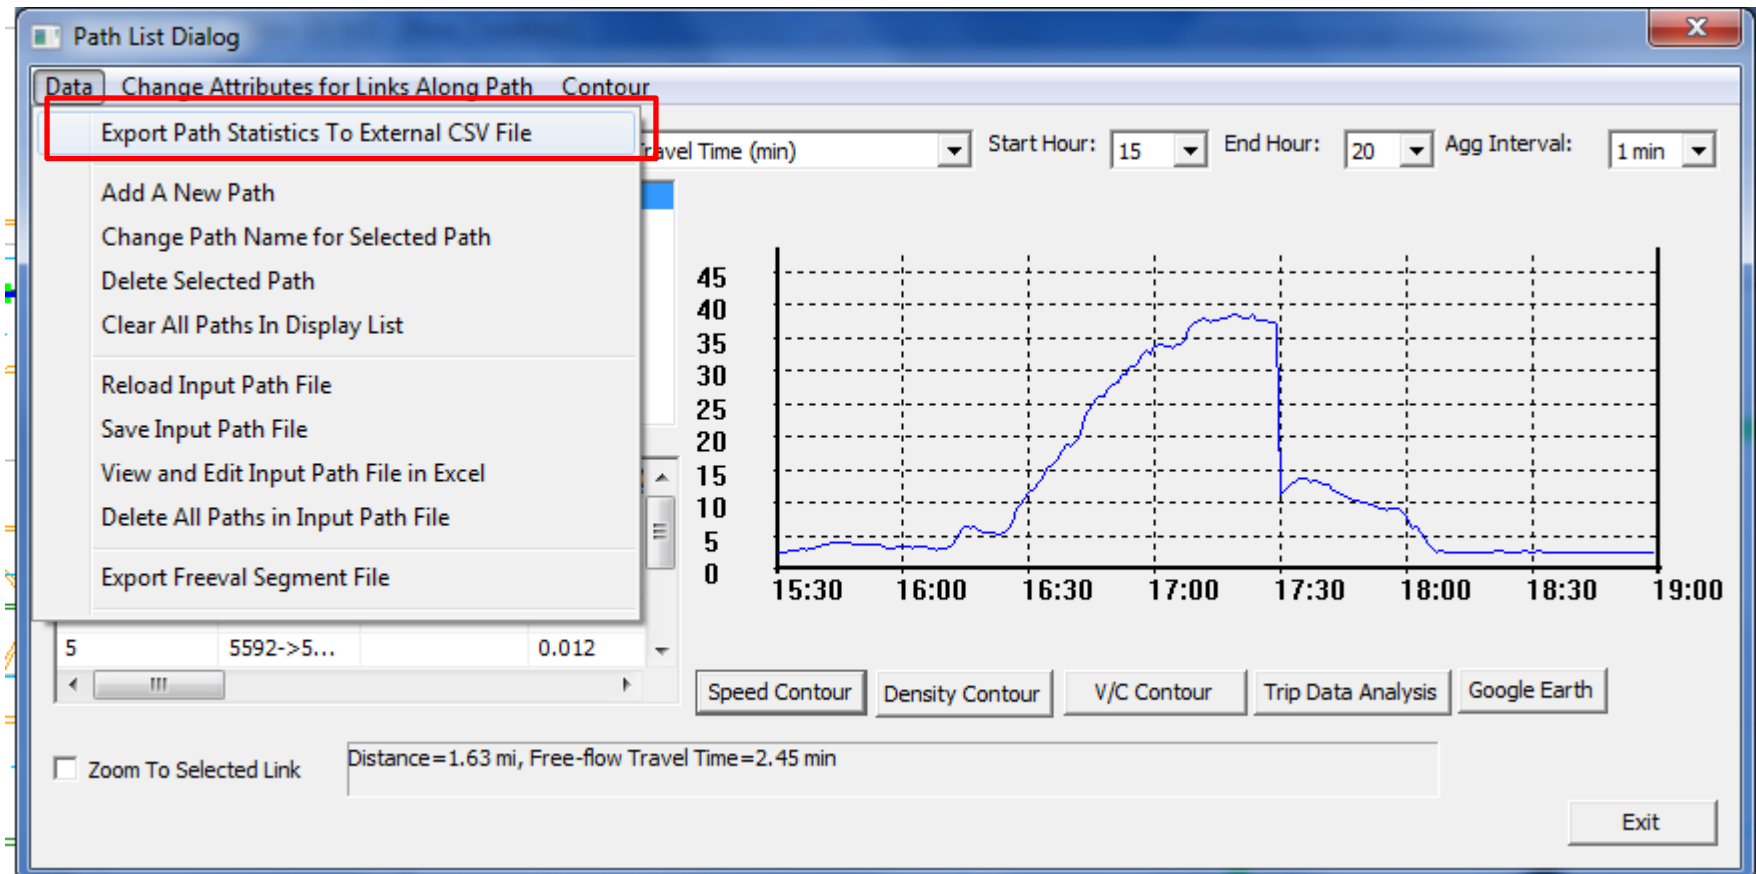 Path List Dialog
x
Data Change Attributes for Links Along Path Contour
Export Path Statistics To External CSV File
Travel Time (min) Start Hour: 15 End Hour: 20 Agg Interval: 1 min
Add A New Path
Change Path Name for Selected Path
Delete Selected Path
Clear All Paths In Display List
Reload Input Path File
Save Input Path File
View and Edit Input Path File in Excel
Delete All Paths in Input Path File
Export Freeval Segment File
5 5592->5... 0.012
45
40
35
30
25
20
15
10
5
0
15:30 16:00 16:30 17:00 17:30 18:00 18:30 19:00
Speed Contour Density Contour V/C Contour Trip Data Analysis Google Earth
Zoom To Selected Link Distance=1.63 mi, Free-flow Travel Time=2.45 min
Exit